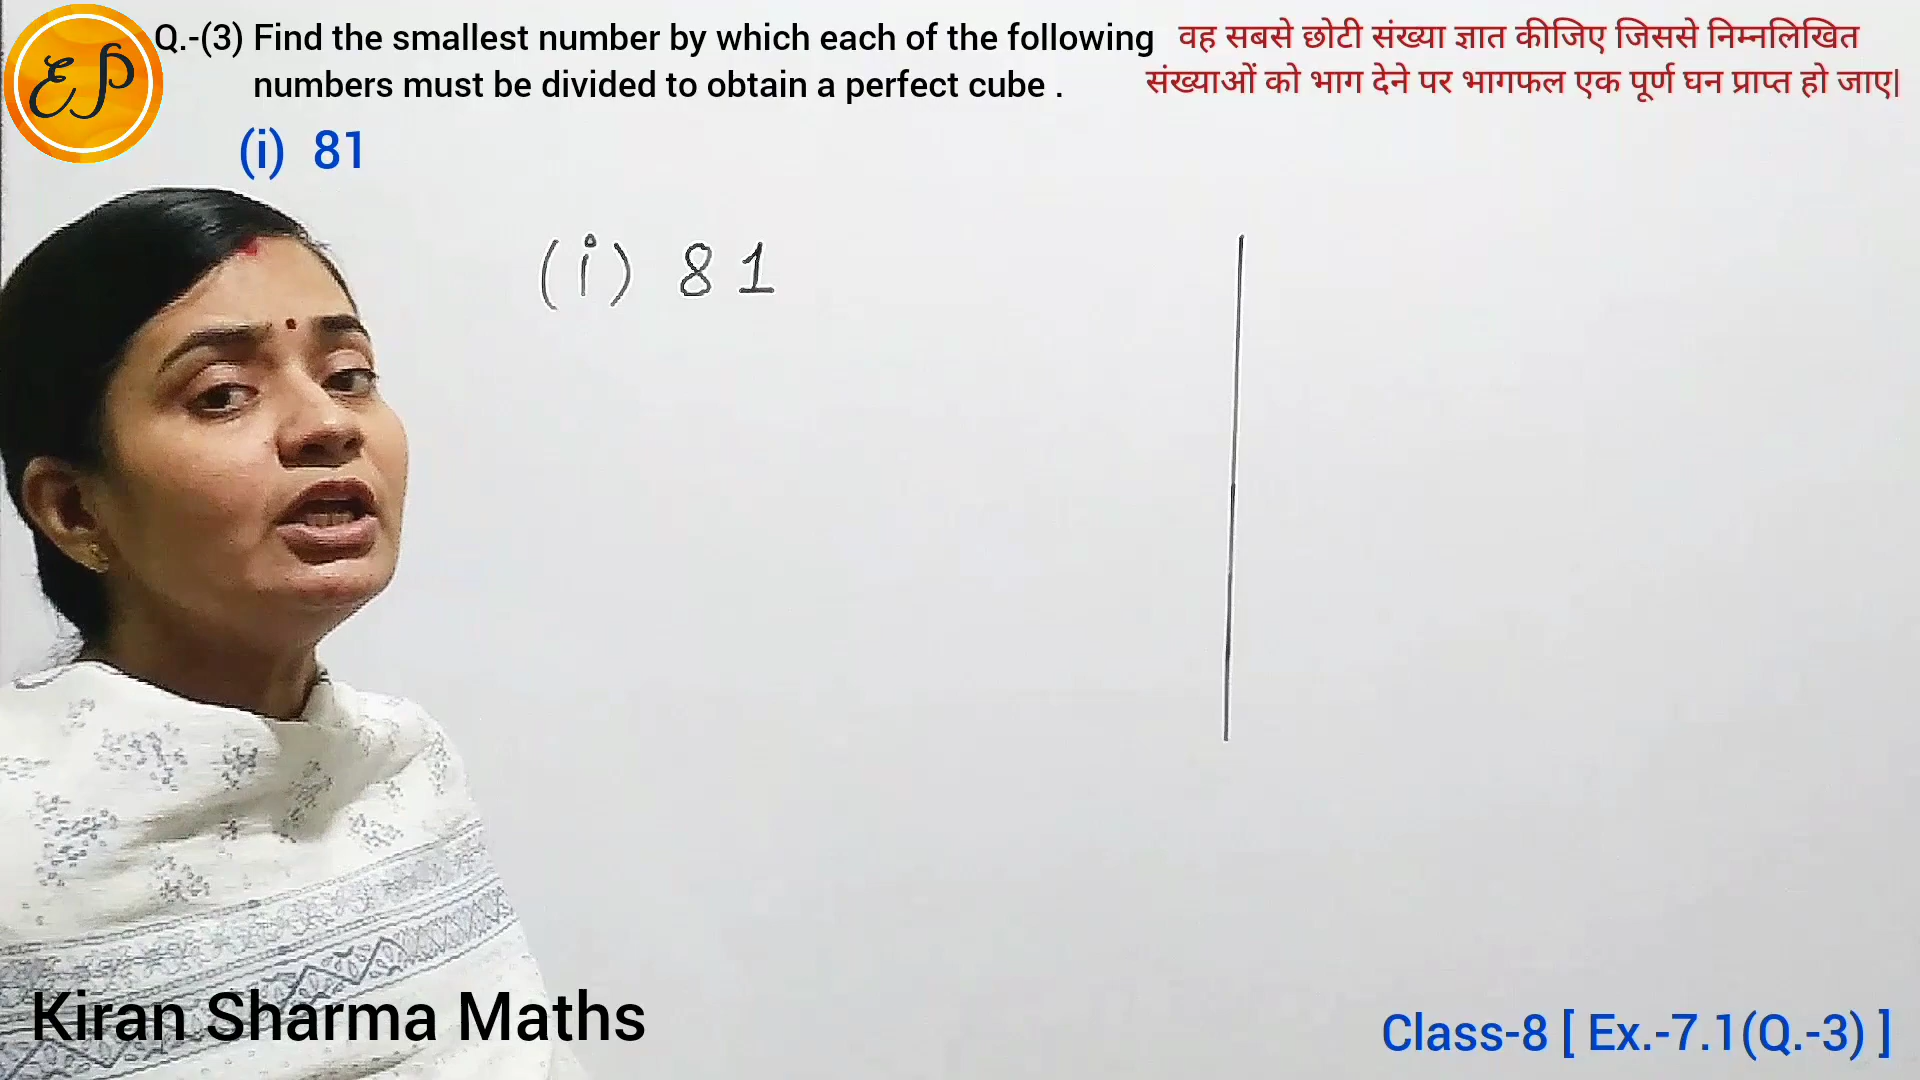 EP
Q.-(3) Find the smallest number by which each of the following
numbers must be divided to obtain a perfect cube .
वह सबसे छोटी संख्या ज्ञात कीजिए जिससे निम्नलिखित
संख्याओं को भाग देने पर भागफल एक पूर्ण घन प्राप्त हो जाए|
(i) 81
(i) 81
Kiran Sharma Maths
Class-8 [ Ex.-7.1(Q.-3) ]